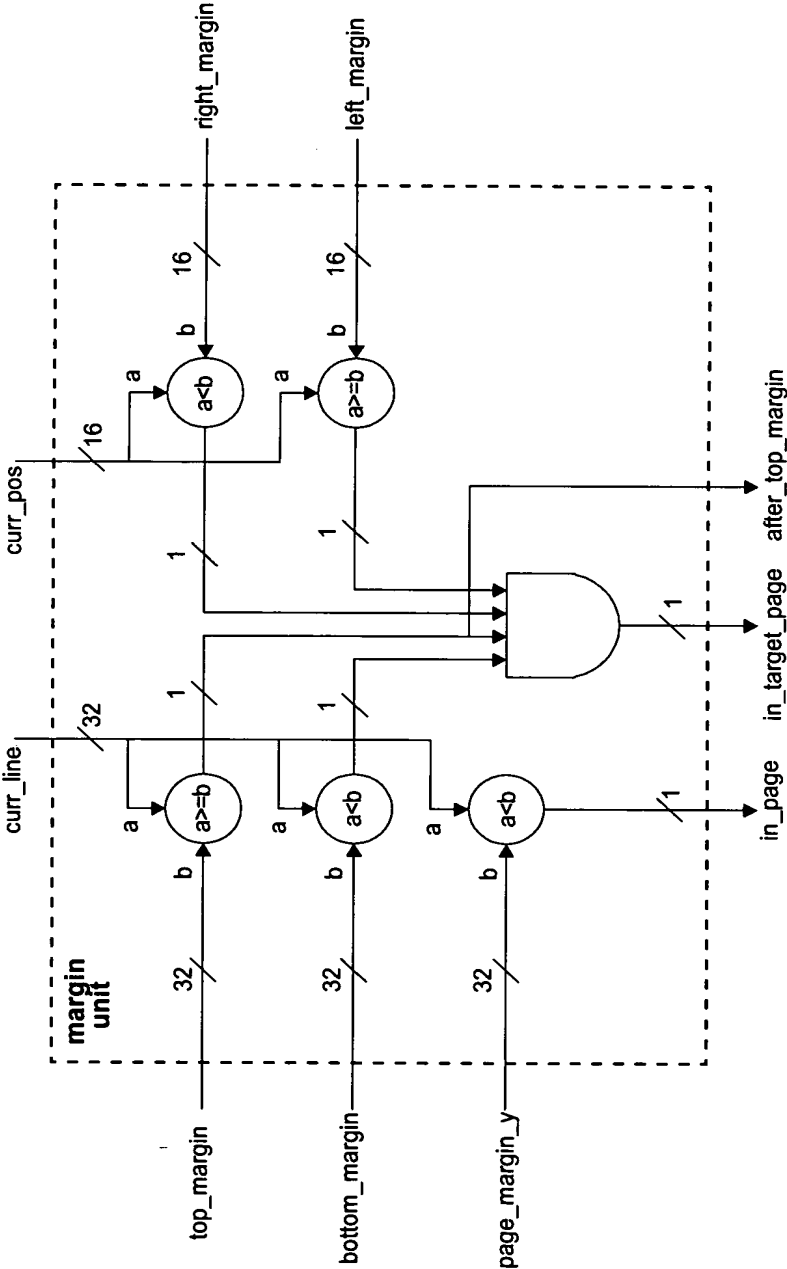 curr_line
curr_pos
margin
unit
32
16
top_margin
32
b
a
a>=b
1
1
a
a<b
b
16
right_margin
bottom_margin
32
b
a
a<b
1
1
a
a>=b
b
16
left_margin
page_margin_y
32
b
a
a<b
1
1
in_page
in_target_page
after_top_margin